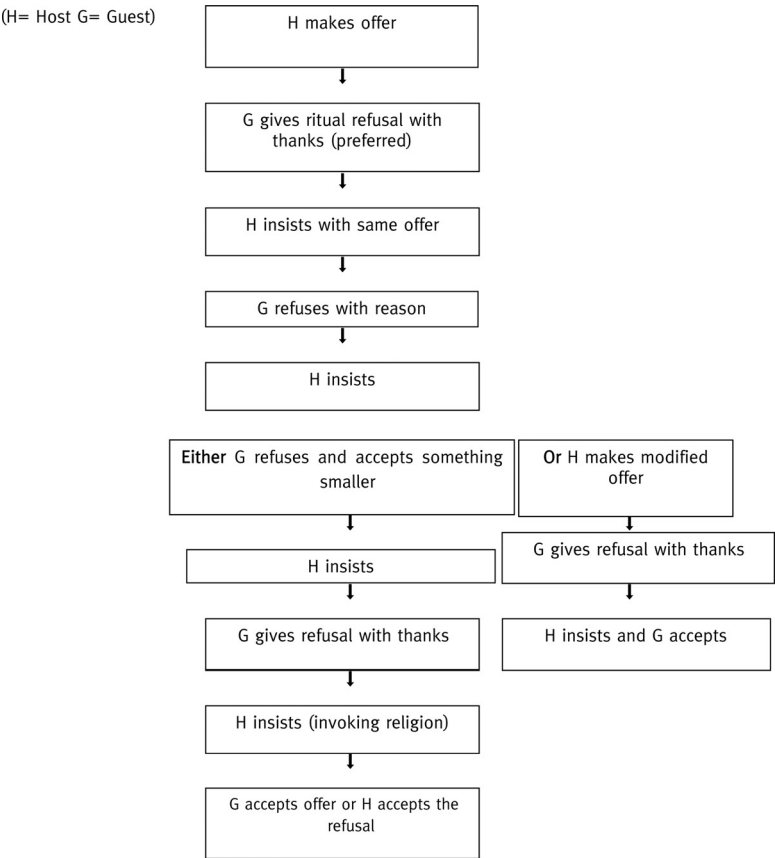 (H= Host G= Guest)
H makes offer
G gives ritual refusal with
thanks (preferred)
H insists with same offer
G refuses with reason
H insists
Either G refuses and accepts something
smaller
Or H makes modified
offer
H insists
G gives refusal with thanks
G gives refusal with thanks
H insists and G accepts
H insists (invoking religion)
G accepts offer or H accepts the
refusal